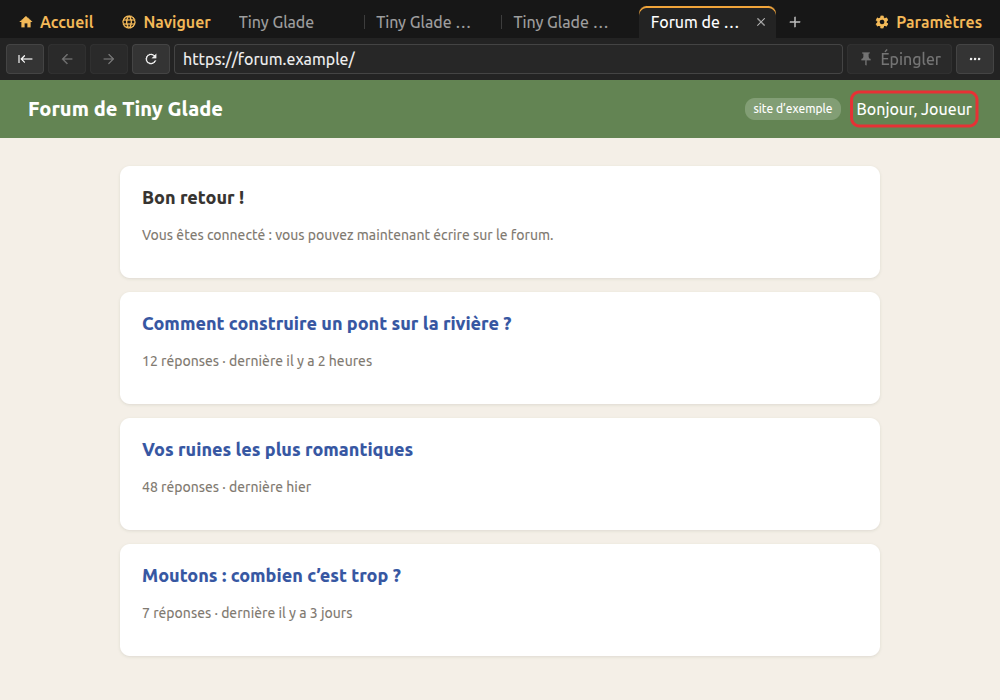 Accueil Naviguer Tiny Glade Tiny Glade ... Tiny Glade ... Forum de ... Paramètres
https://forum.example/ Épingler
Forum de Tiny Glade site d’exemple Bonjour, Joueur
Bon retour !
Vous êtes connecté : vous pouvez maintenant écrire sur le forum.
Comment construire un pont sur la rivière ?
12 réponses · dernière il y a 2 heures
Vos ruines les plus romantiques
48 réponses · dernière hier
Moutons : combien c’est trop ?
7 réponses · dernière il y a 3 jours